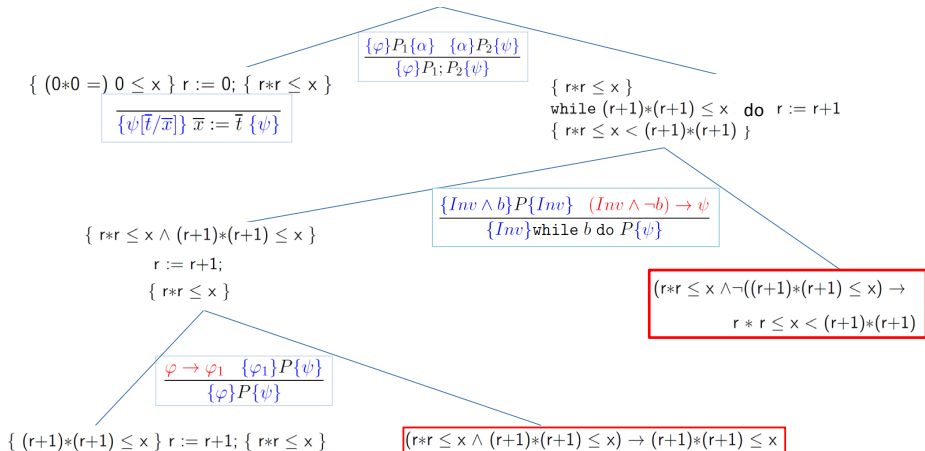 {φ}P₁{α} {α}P₂{ψ}
{φ}P₁;P₂{ψ}
{ (0*0 =) 0 ≤ x } r := 0; { r*r ≤ x }
{ψ[t̅/x̅]} x̅ := t̅ {ψ}
{ r*r ≤ x }
while (r+1)*(r+1) ≤ x do r := r+1
{ r*r ≤ x < (r+1)*(r+1) }
{Inv ∧ b}P{Inv} (Inv ∧ ¬b) → ψ
{Inv}while b do P{ψ}
{ r*r ≤ x ∧ (r+1)*(r+1) ≤ x }
r := r+1;
{ r*r ≤ x }
(r*r ≤ x ∧¬((r+1)*(r+1) ≤ x) →
r * r ≤ x < (r+1)*(r+1)
φ → φ₁ {φ₁}P{ψ}
{φ}P{ψ}
{ (r+1)*(r+1) ≤ x } r := r+1; { r*r ≤ x }
(r*r ≤ x ∧ (r+1)*(r+1) ≤ x) → (r+1)*(r+1) ≤ x